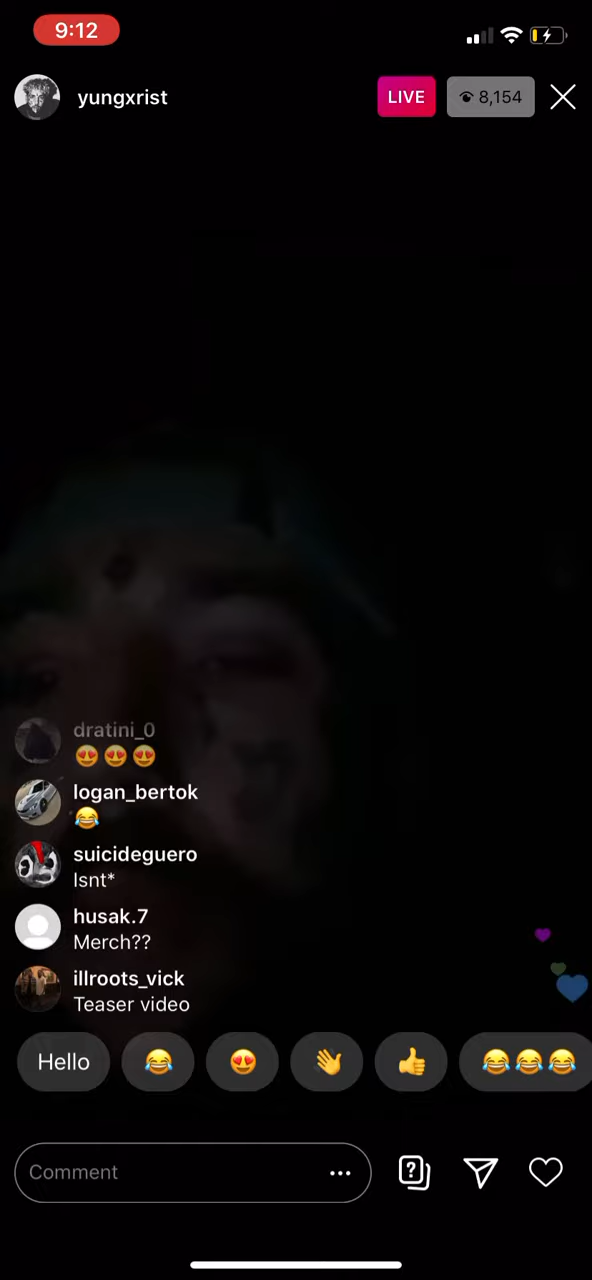 9:12
yungxrist
LIVE
8,154
dratini_0
😍😍😍
logan_bertok
😂
suicideguero
Isnt*
husak.7
Merch??
illroots_vick
Teaser video
Hello
😂
😍
👋
👍
😂😂😂
Comment